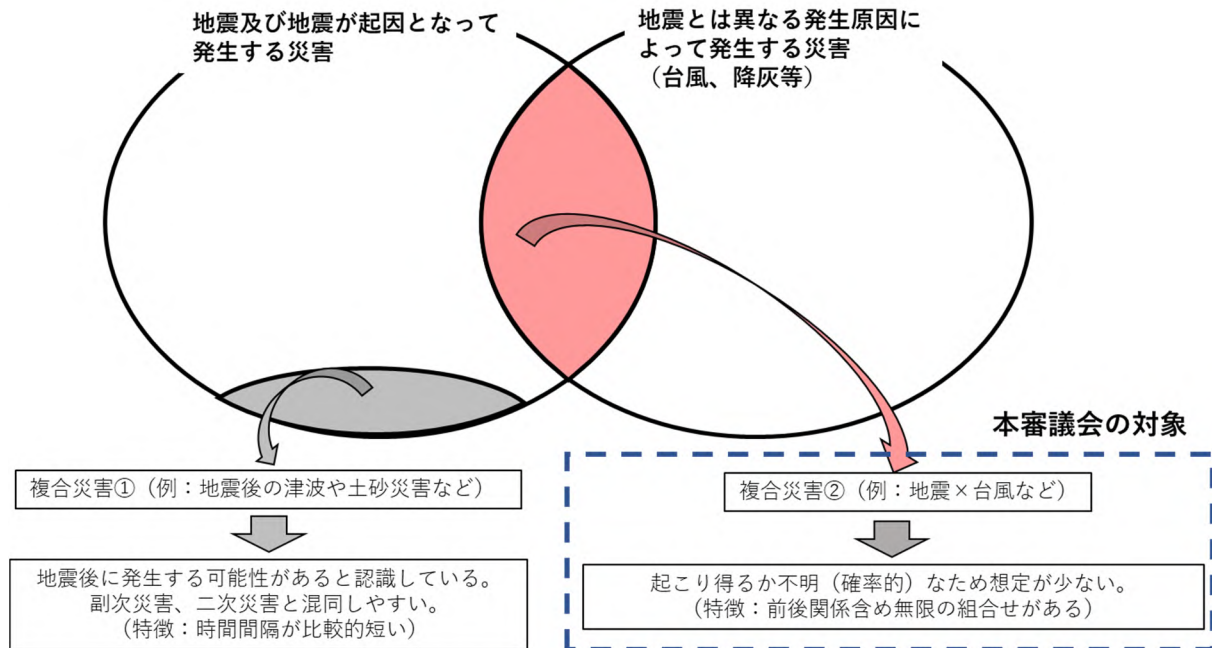 地震及び地震が起因となって
発生する災害
地震とは異なる発生原因に
よって発生する災害
（台風、降灰等）
本審議会の対象
複合災害①（例：地震後の津波や土砂災害など）
複合災害②（例：地震×台風など）
地震後に発生する可能性があると認識している。
副次災害、二次災害と混同しやすい。
（特徴：時間間隔が比較的短い）
起こり得るか不明（確率的）なため想定が少ない。
（特徴：前後関係含め無限の組合せがある）